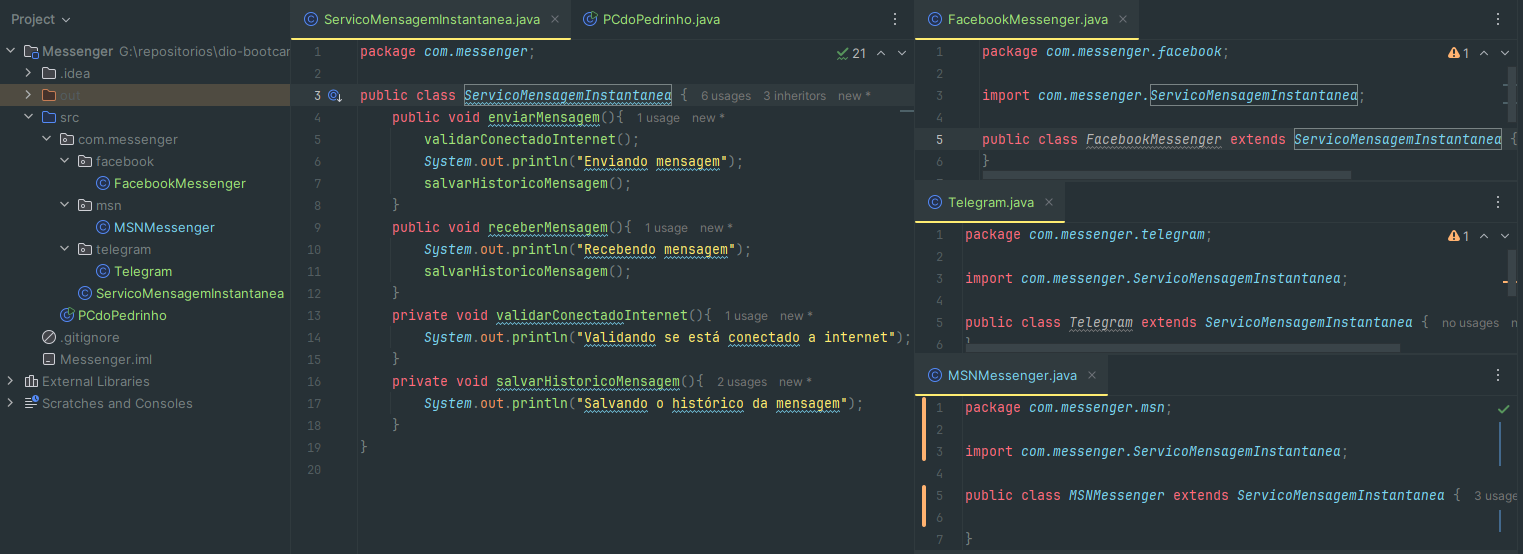 Project
Messenger G:\repositorios\dio-bootcar
.idea
out
src
com.messenger
facebook
FacebookMessenger
msn
MSNMessenger
telegram
Telegram
ServicoMensagemInstantanea
PCdoPedrinho
.gitignore
Messenger.iml
External Libraries
Scratches and Consoles
ServicoMensagemInstantanea.java
PCdoPedrinho.java
21
1 package com.messenger;
2
3 public class ServicoMensagemInstantanea { 6 usages 3 inheritors new *
4 public void enviarMensagem(){ 1 usage new *
5 validarConectadoInternet();
6 System.out.println("Enviando mensagem");
7 salvarHistoricoMensagem();
8 }
9 public void receberMensagem(){ 1 usage new *
10 System.out.println("Recebendo mensagem");
11 salvarHistoricoMensagem();
12 }
13 private void validarConectadoInternet(){ 1 usage new *
14 System.out.println("Validando se está conectado a internet");
15 }
16 private void salvarHistoricoMensagem(){ 2 usages new *
17 System.out.println("Salvando o histórico da mensagem");
18 }
19 }
20
FacebookMessenger.java
1
1 package com.messenger.facebook;
2
3 import com.messenger.ServicoMensagemInstantanea;
4
5 public class FacebookMessenger extends ServicoMensagemInstantanea {
6 }
Telegram.java
1
1 package com.messenger.telegram;
2
3 import com.messenger.ServicoMensagemInstantanea;
4
5 public class Telegram extends ServicoMensagemInstantanea { no usages
6 }
MSNMessenger.java
1 package com.messenger.msn;
2
3 import com.messenger.ServicoMensagemInstantanea;
4
5 public class MSNMessenger extends ServicoMensagemInstantanea { 3 usage
6
7 }